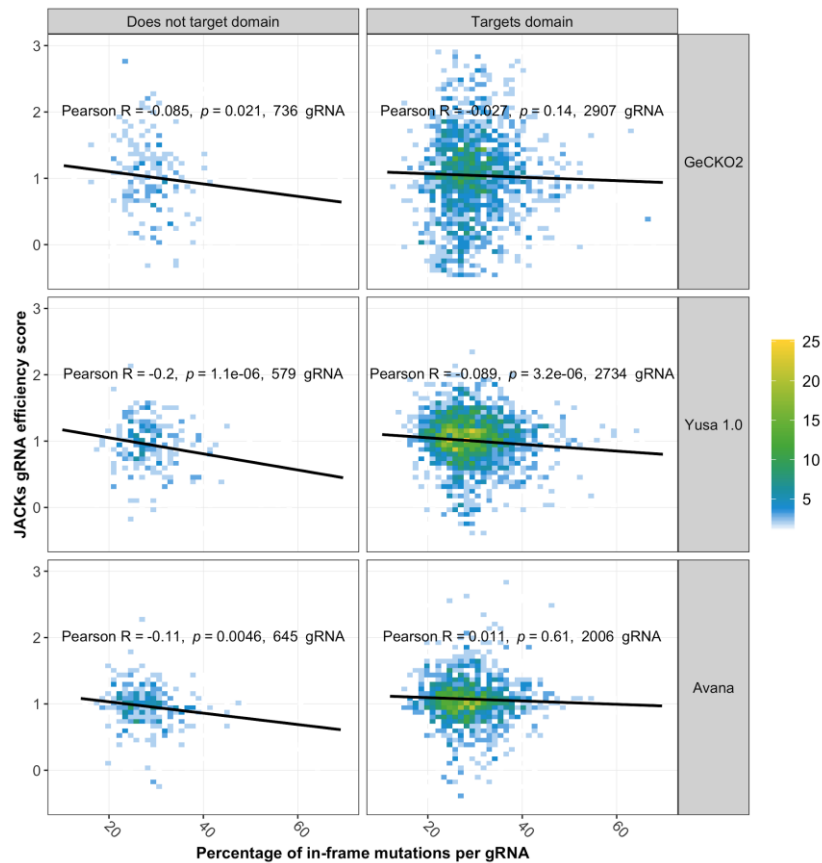 Does not target domain
Targets domain
3
2
1
0
Pearson R = -0.085, p = 0.021, 736 gRNA
Pearson R = -0.027, p = 0.14, 2907 gRNA
GeCKO2
3
2
1
0
Pearson R = -0.2, p = 1.1e-06, 579 gRNA
Pearson R = -0.089, p = 3.2e-06, 2734 gRNA
Yusa 1.0
3
2
1
0
Pearson R = -0.11, p = 0.0046, 645 gRNA
Pearson R = 0.011, p = 0.61, 2006 gRNA
Avana
JACKs gRNA efficiency score
20
40
60
20
40
60
Percentage of in-frame mutations per gRNA
25
20
15
10
5